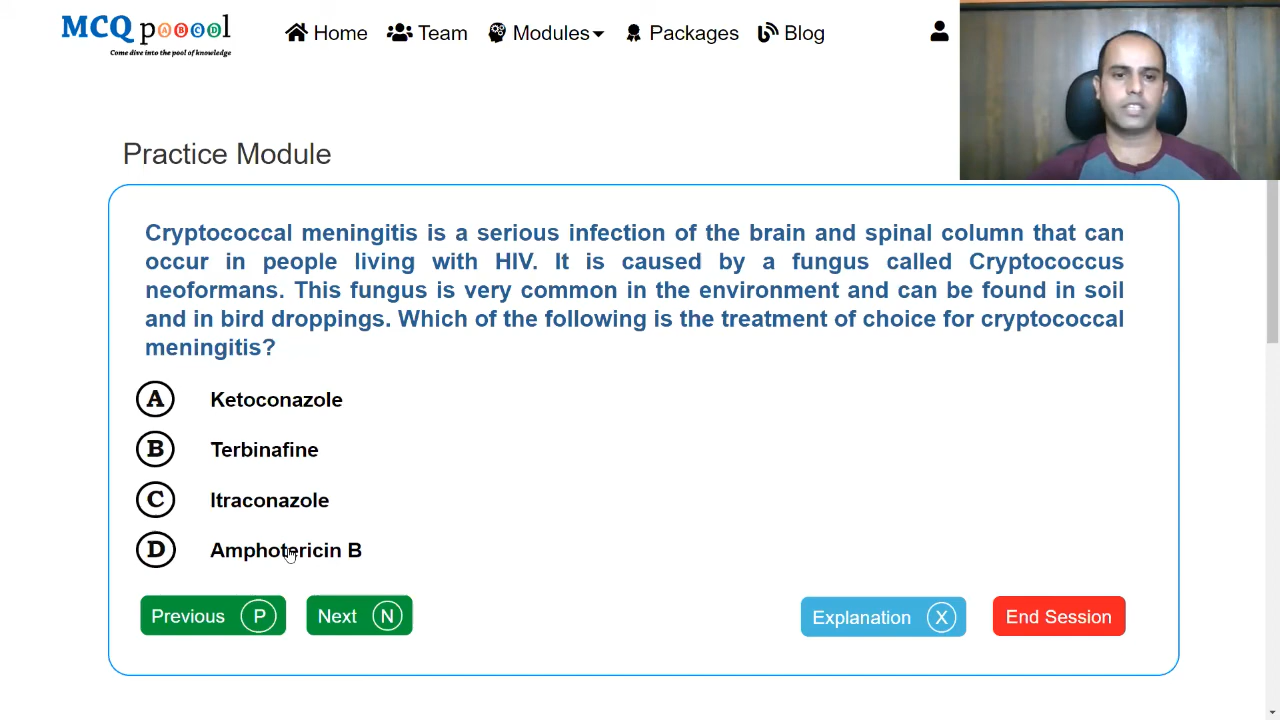 MCQ pooool
Come dive into the pool of knowledge
Home Team Modules Packages Blog
Practice Module
Cryptococcal meningitis is a serious infection of the brain and spinal column that can
occur in people living with HIV. It is caused by a fungus called Cryptococcus
neoformans. This fungus is very common in the environment and can be found in soil
and in bird droppings. Which of the following is the treatment of choice for cryptococcal
meningitis?
A Ketoconazole
B Terbinafine
C Itraconazole
D Amphotericin B
Previous P Next N Explanation X End Session